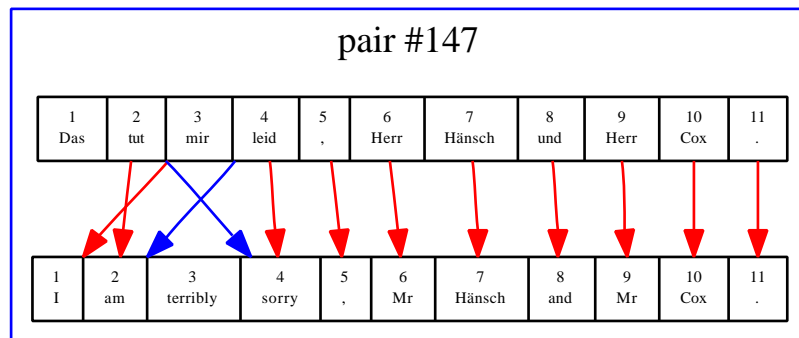 pair #147
1 2 3 4 5 6 7 8 9 10 11
Das tut mir leid , Herr Hänsch und Herr Cox .
1 2 3 4 5 6 7 8 9 10 11
I am terribly sorry , Mr Hänsch and Mr Cox .